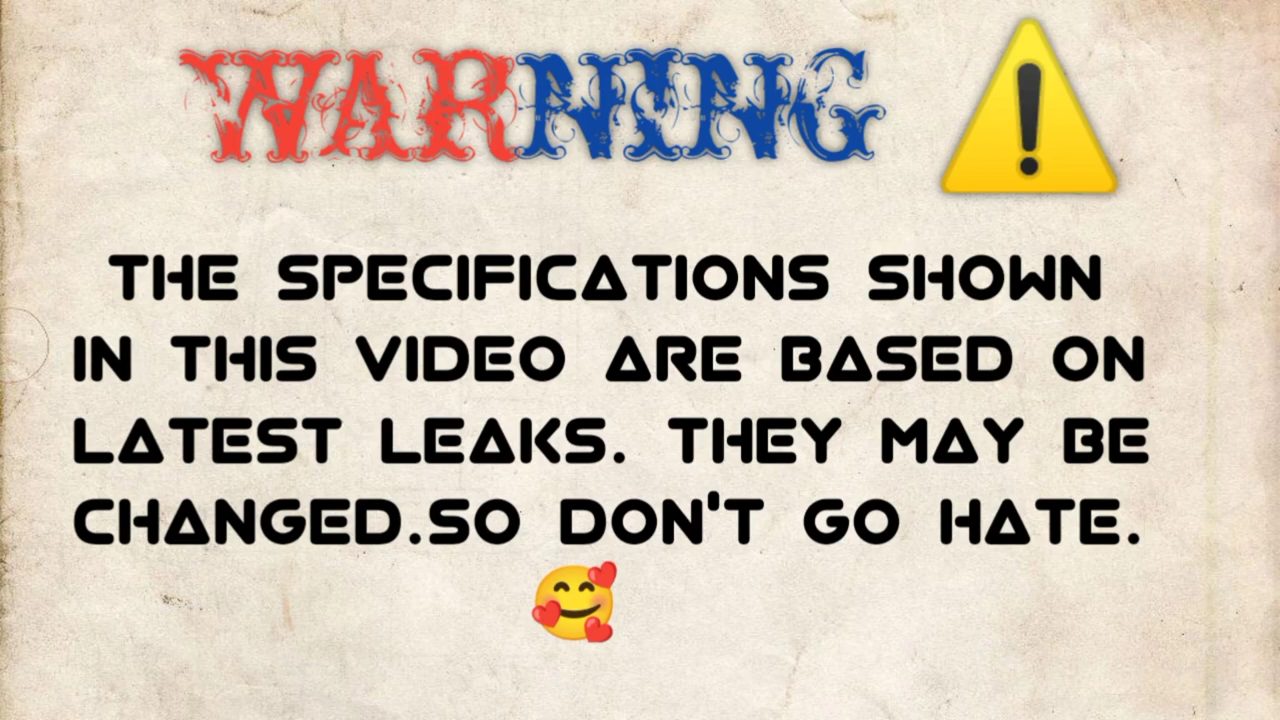 WARNING ⚠️
THE SPECIFICATIONS SHOWN
IN THIS VIDEO ARE BASED ON
LATEST LEAKS. THEY MAY BE
CHANGED.SO DON'T GO HATE.
🥰